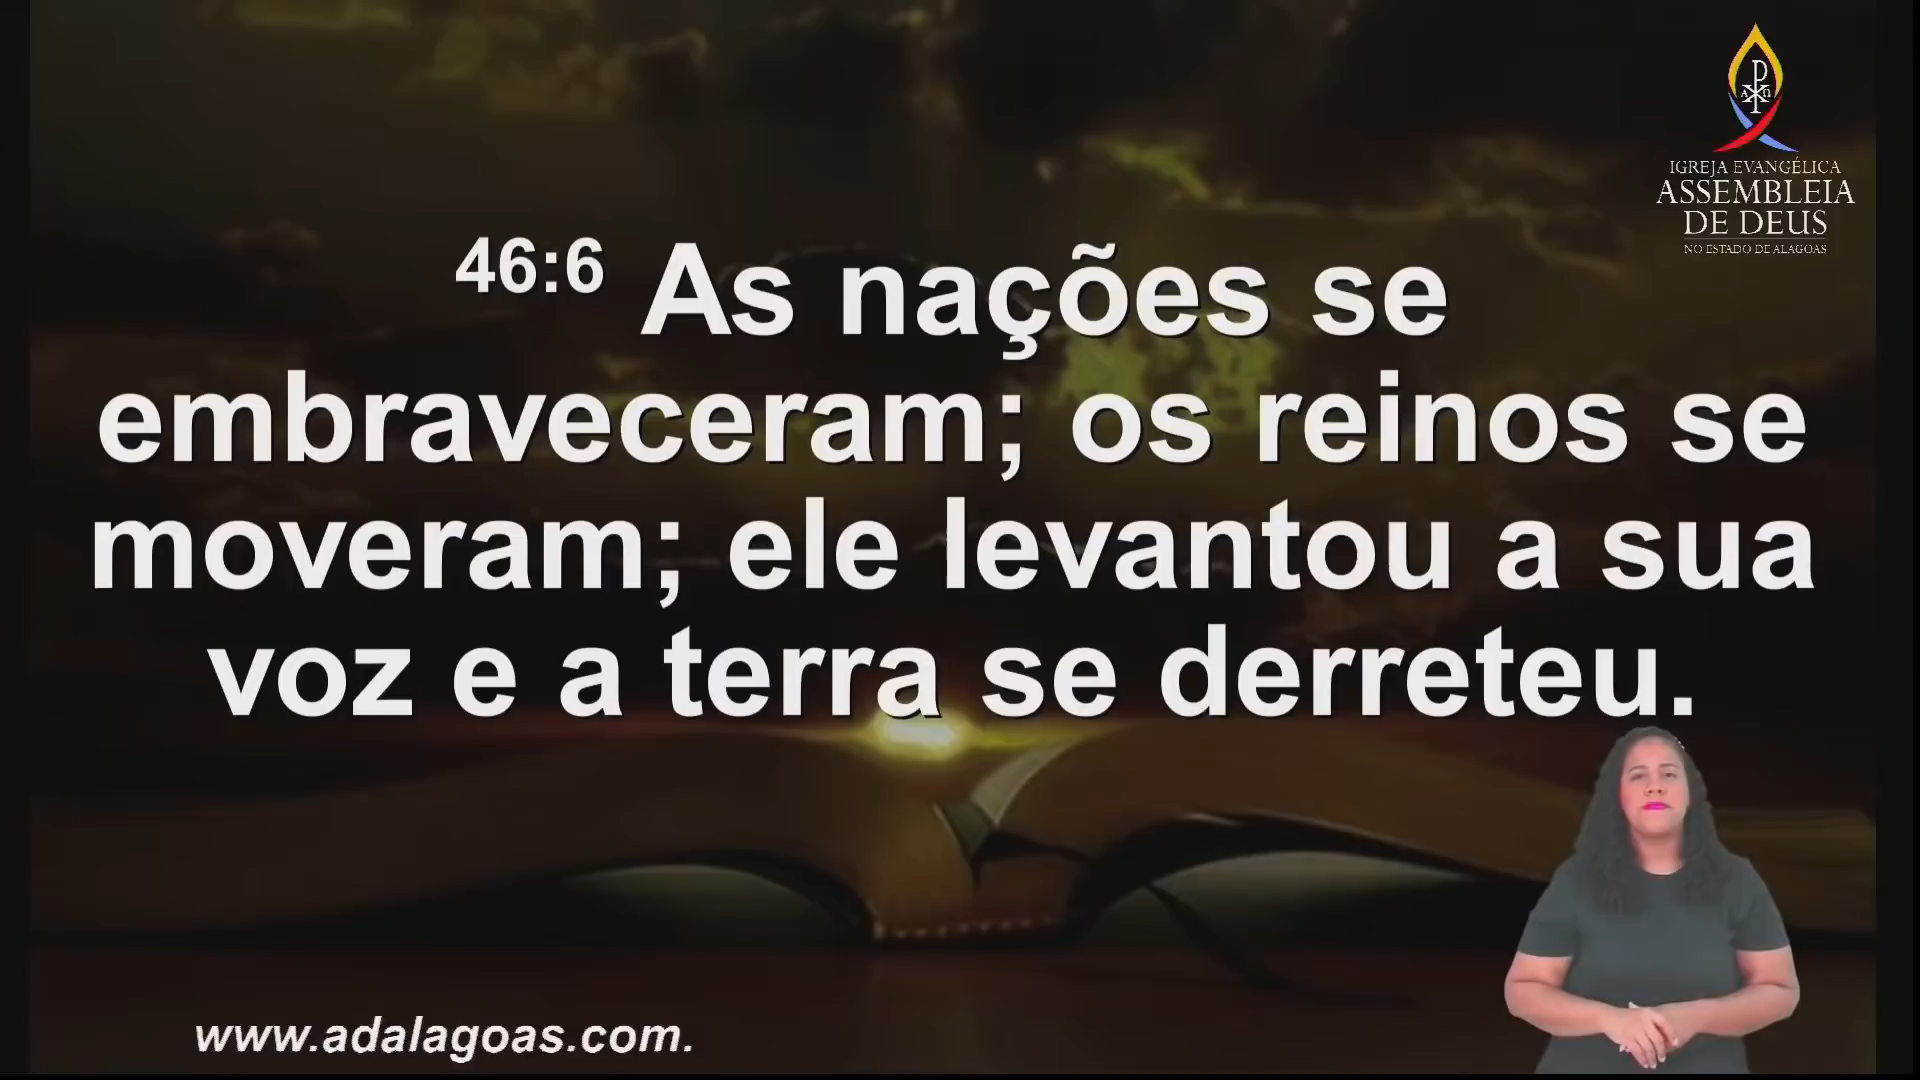 IGREJA EVANGÉLICA
ASSEMBLEIA
DE DEUS
NO ESTADO DE ALAGOAS
46:6 As nações se
embraveceram; os reinos se
moveram; ele levantou a sua
voz e a terra se derreteu.
www.adalagoas.com.